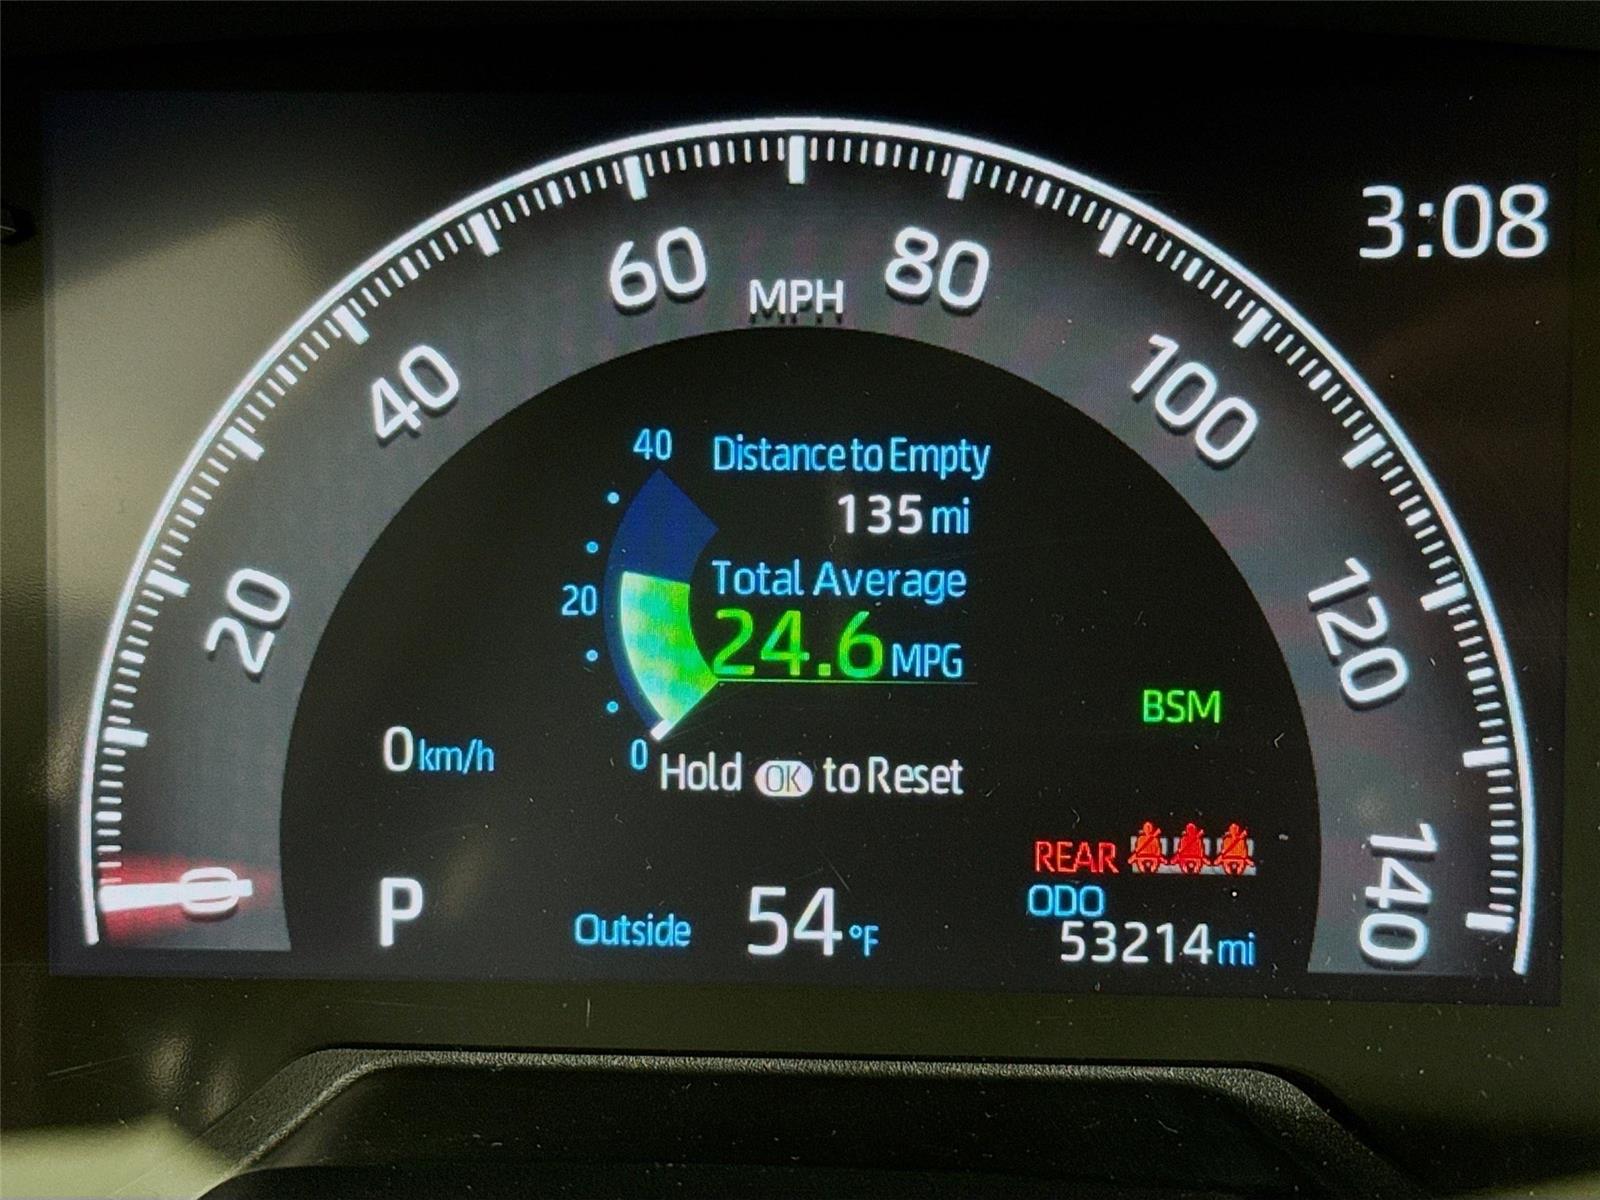 3:08
0
20
40
60
80
100
120
140
MPH
40
20
0
Distance to Empty
135 mi
Total Average
24.6 MPG
Hold OK to Reset
BSM
0 km/h
REAR
P
Outside 54 °F
ODO
53214 mi